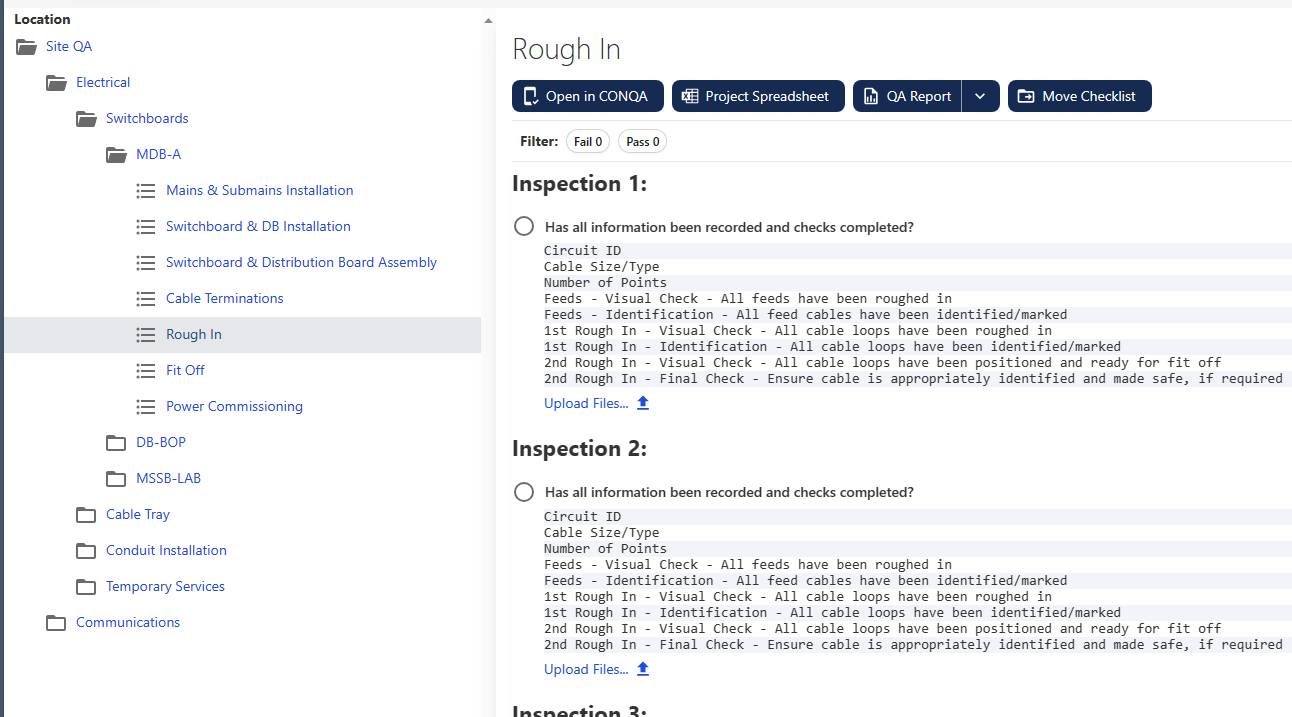 Location
Site QA
Electrical
Switchboards
MDB-A
Mains & Submains Installation
Switchboard & DB Installation
Switchboard & Distribution Board Assembly
Cable Terminations
Rough In
Fit Off
Power Commissioning
DB-BOP
MSSB-LAB
Cable Tray
Conduit Installation
Temporary Services
Communications
Rough In
Open in CONQA
Project Spreadsheet
QA Report
Move Checklist
Filter: Fail 0 Pass 0
Inspection 1:
Has all information been recorded and checks completed?
Circuit ID
Cable Size/Type
Number of Points
Feeds - Visual Check - All feeds have been roughed in
Feeds - Identification - All feed cables have been identified/marked
1st Rough In - Visual Check - All cable loops have been roughed in
1st Rough In - Identification - All cable loops have been identified/marked
2nd Rough In - Visual Check - All cable loops have been positioned and ready for fit off
2nd Rough In - Final Check - Ensure cable is appropriately identified and made safe, if required
Upload Files...
Inspection 2:
Has all information been recorded and checks completed?
Circuit ID
Cable Size/Type
Number of Points
Feeds - Visual Check - All feeds have been roughed in
Feeds - Identification - All feed cables have been identified/marked
1st Rough In - Visual Check - All cable loops have been roughed in
1st Rough In - Identification - All cable loops have been identified/marked
2nd Rough In - Visual Check - All cable loops have been positioned and ready for fit off
2nd Rough In - Final Check - Ensure cable is appropriately identified and made safe, if required
Upload Files...
Inspection 3: